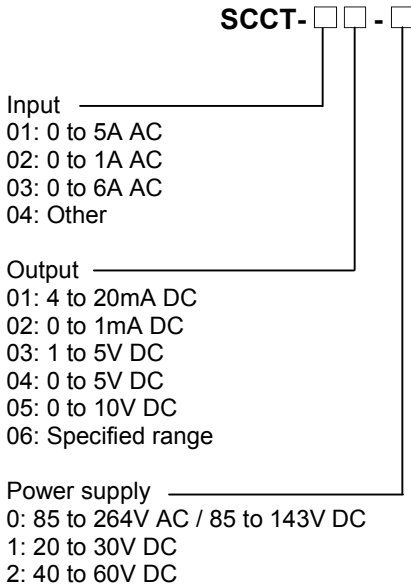 SCCT-□□-□
Input
01: 0 to 5A AC
02: 0 to 1A AC
03: 0 to 6A AC
04: Other
Output
01: 4 to 20mA DC
02: 0 to 1mA DC
03: 1 to 5V DC
04: 0 to 5V DC
05: 0 to 10V DC
06: Specified range
Power supply
0: 85 to 264V AC / 85 to 143V DC
1: 20 to 30V DC
2: 40 to 60V DC